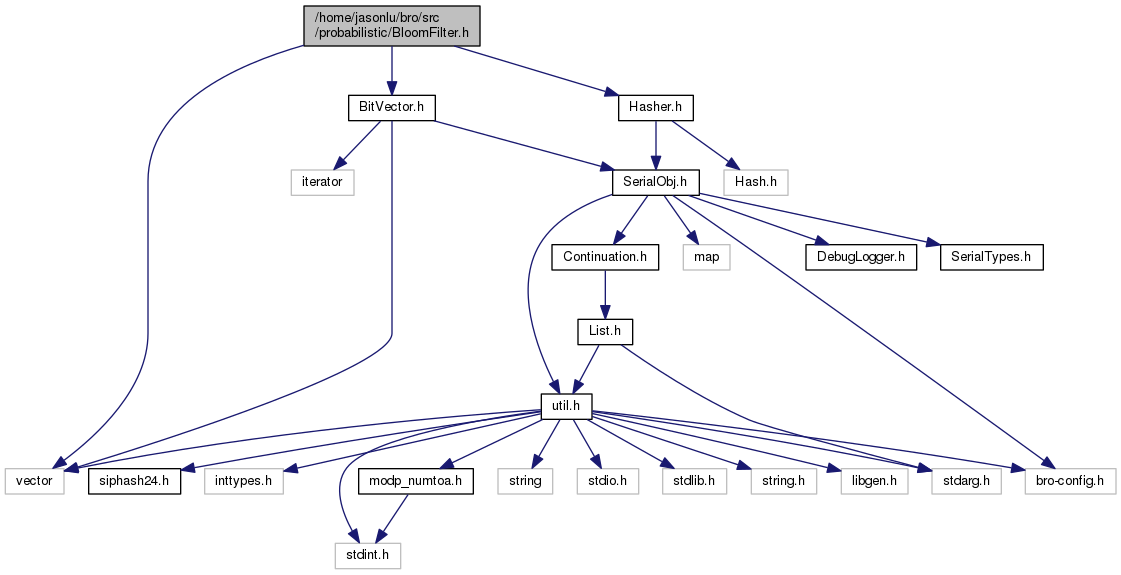 /home/jasonlu/bro/src
/probabilistic/BloomFilter.h
BitVector.h
Hasher.h
iterator
SerialObj.h
Hash.h
Continuation.h
map
DebugLogger.h
SerialTypes.h
List.h
util.h
vector
siphash24.h
inttypes.h
modp_numtoa.h
string
stdio.h
stdlib.h
string.h
libgen.h
stdarg.h
bro-config.h
stdint.h